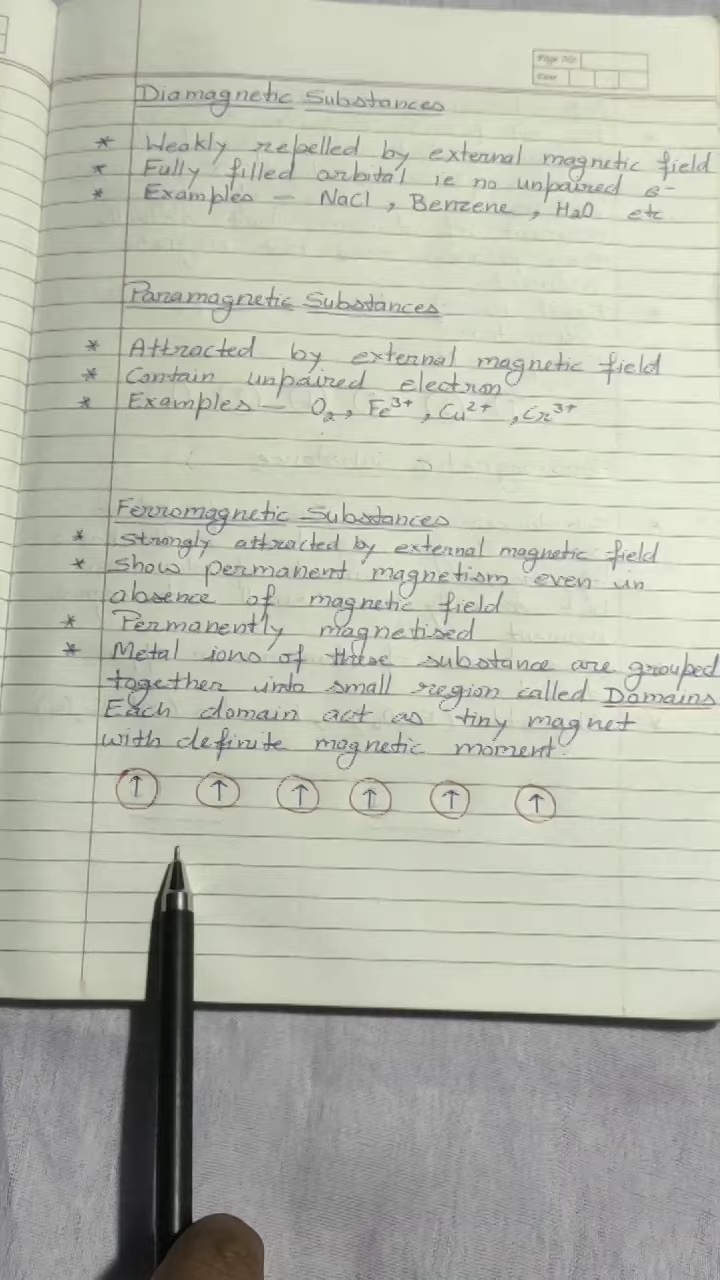 Page No:
Date
Diamagnetic Substances
* Weakly repelled by external magnetic field
* Fully filled orbital ie no unpaired e-
* Examples – NaCl, Benzene, H₂O etc
Paramagnetic Substances
* Attracted by external magnetic field
* Contain unpaired electron
* Examples – O₂, Fe³⁺, Cu²⁺, Cr³⁺
Ferromagnetic Substances
* Strongly attracted by external magnetic field
* Show permanent magnetism even in
absence of magnetic field
* Permanently magnetised
* Metal ions of these substance are grouped
together into small region called Domains
Each domain act as tiny magnet
with definite magnetic moment.
↑ ↑ ↑ ↑ ↑ ↑